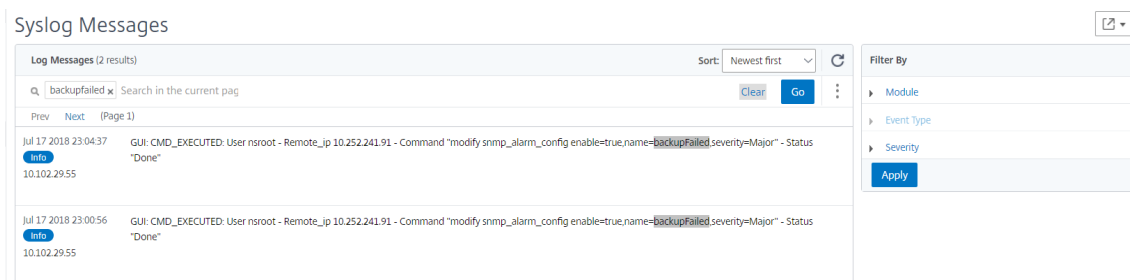 Syslog Messages
Log Messages (2 results)
Sort: Newest first
backupfailed x Search in the current pag
Clear Go
Prev Next (Page 1)
Jul 17 2018 23:04:37 GUI: CMD_EXECUTED: User nsroot - Remote_ip 10.252.241.91 - Command "modify snmp_alarm_config enable=true,name=backupFailed,severity=Major" - Status
Info "Done"
10.102.29.55
Jul 17 2018 23:00:56 GUI: CMD_EXECUTED: User nsroot - Remote_ip 10.252.241.91 - Command "modify snmp_alarm_config enable=true,name=backupFailed,severity=Major" - Status
Info "Done"
10.102.29.55
Filter By
Module
Event Type
Severity
Apply